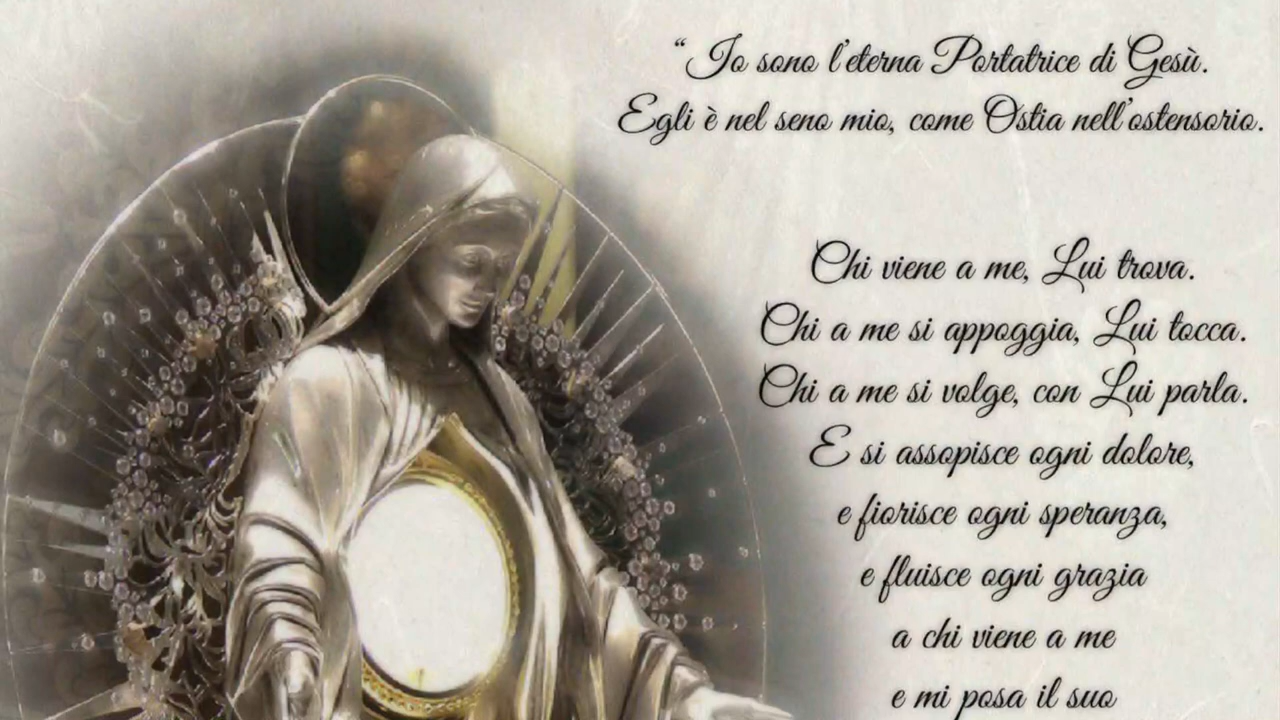 “Io sono l'eterna Portatrice di Gesù.
Egli è nel seno mio, come Ostia nell'ostensorio.
Chi viene a me, Lui trova.
Chi a me si appoggia, Lui tocca.
Chi a me si volge, con Lui parla.
E si assopisce ogni dolore,
e fiorisce ogni speranza,
e fluisce ogni grazia
a chi viene a me
e mi posa il suo